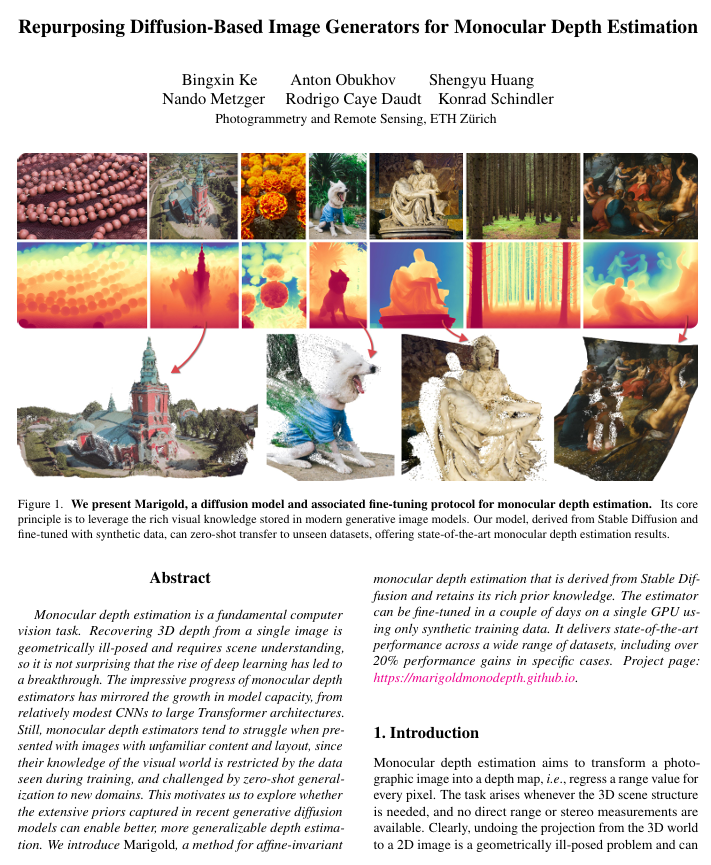 Repurposing Diffusion-Based Image Generators for Monocular Depth Estimation
Bingxin Ke Anton Obukhov Shengyu Huang
Nando Metzger Rodrigo Caye Daudt Konrad Schindler
Photogrammetry and Remote Sensing, ETH Zürich
Figure 1. We present Marigold, a diffusion model and associated fine-tuning protocol for monocular depth estimation. Its core
principle is to leverage the rich visual knowledge stored in modern generative image models. Our model, derived from Stable Diffusion and
fine-tuned with synthetic data, can zero-shot transfer to unseen datasets, offering state-of-the-art monocular depth estimation results.
Abstract
Monocular depth estimation is a fundamental computer
vision task. Recovering 3D depth from a single image is
geometrically ill-posed and requires scene understanding,
so it is not surprising that the rise of deep learning has led to
a breakthrough. The impressive progress of monocular depth
estimators has mirrored the growth in model capacity, from
relatively modest CNNs to large Transformer architectures.
Still, monocular depth estimators tend to struggle when pre-
sented with images with unfamiliar content and layout, since
their knowledge of the visual world is restricted by the data
seen during training, and challenged by zero-shot general-
ization to new domains. This motivates us to explore whether
the extensive priors captured in recent generative diffusion
models can enable better, more generalizable depth estima-
tion. We introduce Marigold, a method for affine-invariant
monocular depth estimation that is derived from Stable Dif-
fusion and retains its rich prior knowledge. The estimator
can be fine-tuned in a couple of days on a single GPU us-
ing only synthetic training data. It delivers state-of-the-art
performance across a wide range of datasets, including over
20% performance gains in specific cases. Project page:
https://marigoldmonodepth.github.io.
1. Introduction
Monocular depth estimation aims to transform a photo-
graphic image into a depth map, i.e., regress a range value for
every pixel. The task arises whenever the 3D scene structure
is needed, and no direct range or stereo measurements are
available. Clearly, undoing the projection from the 3D world
to a 2D image is a geometrically ill-posed problem and can